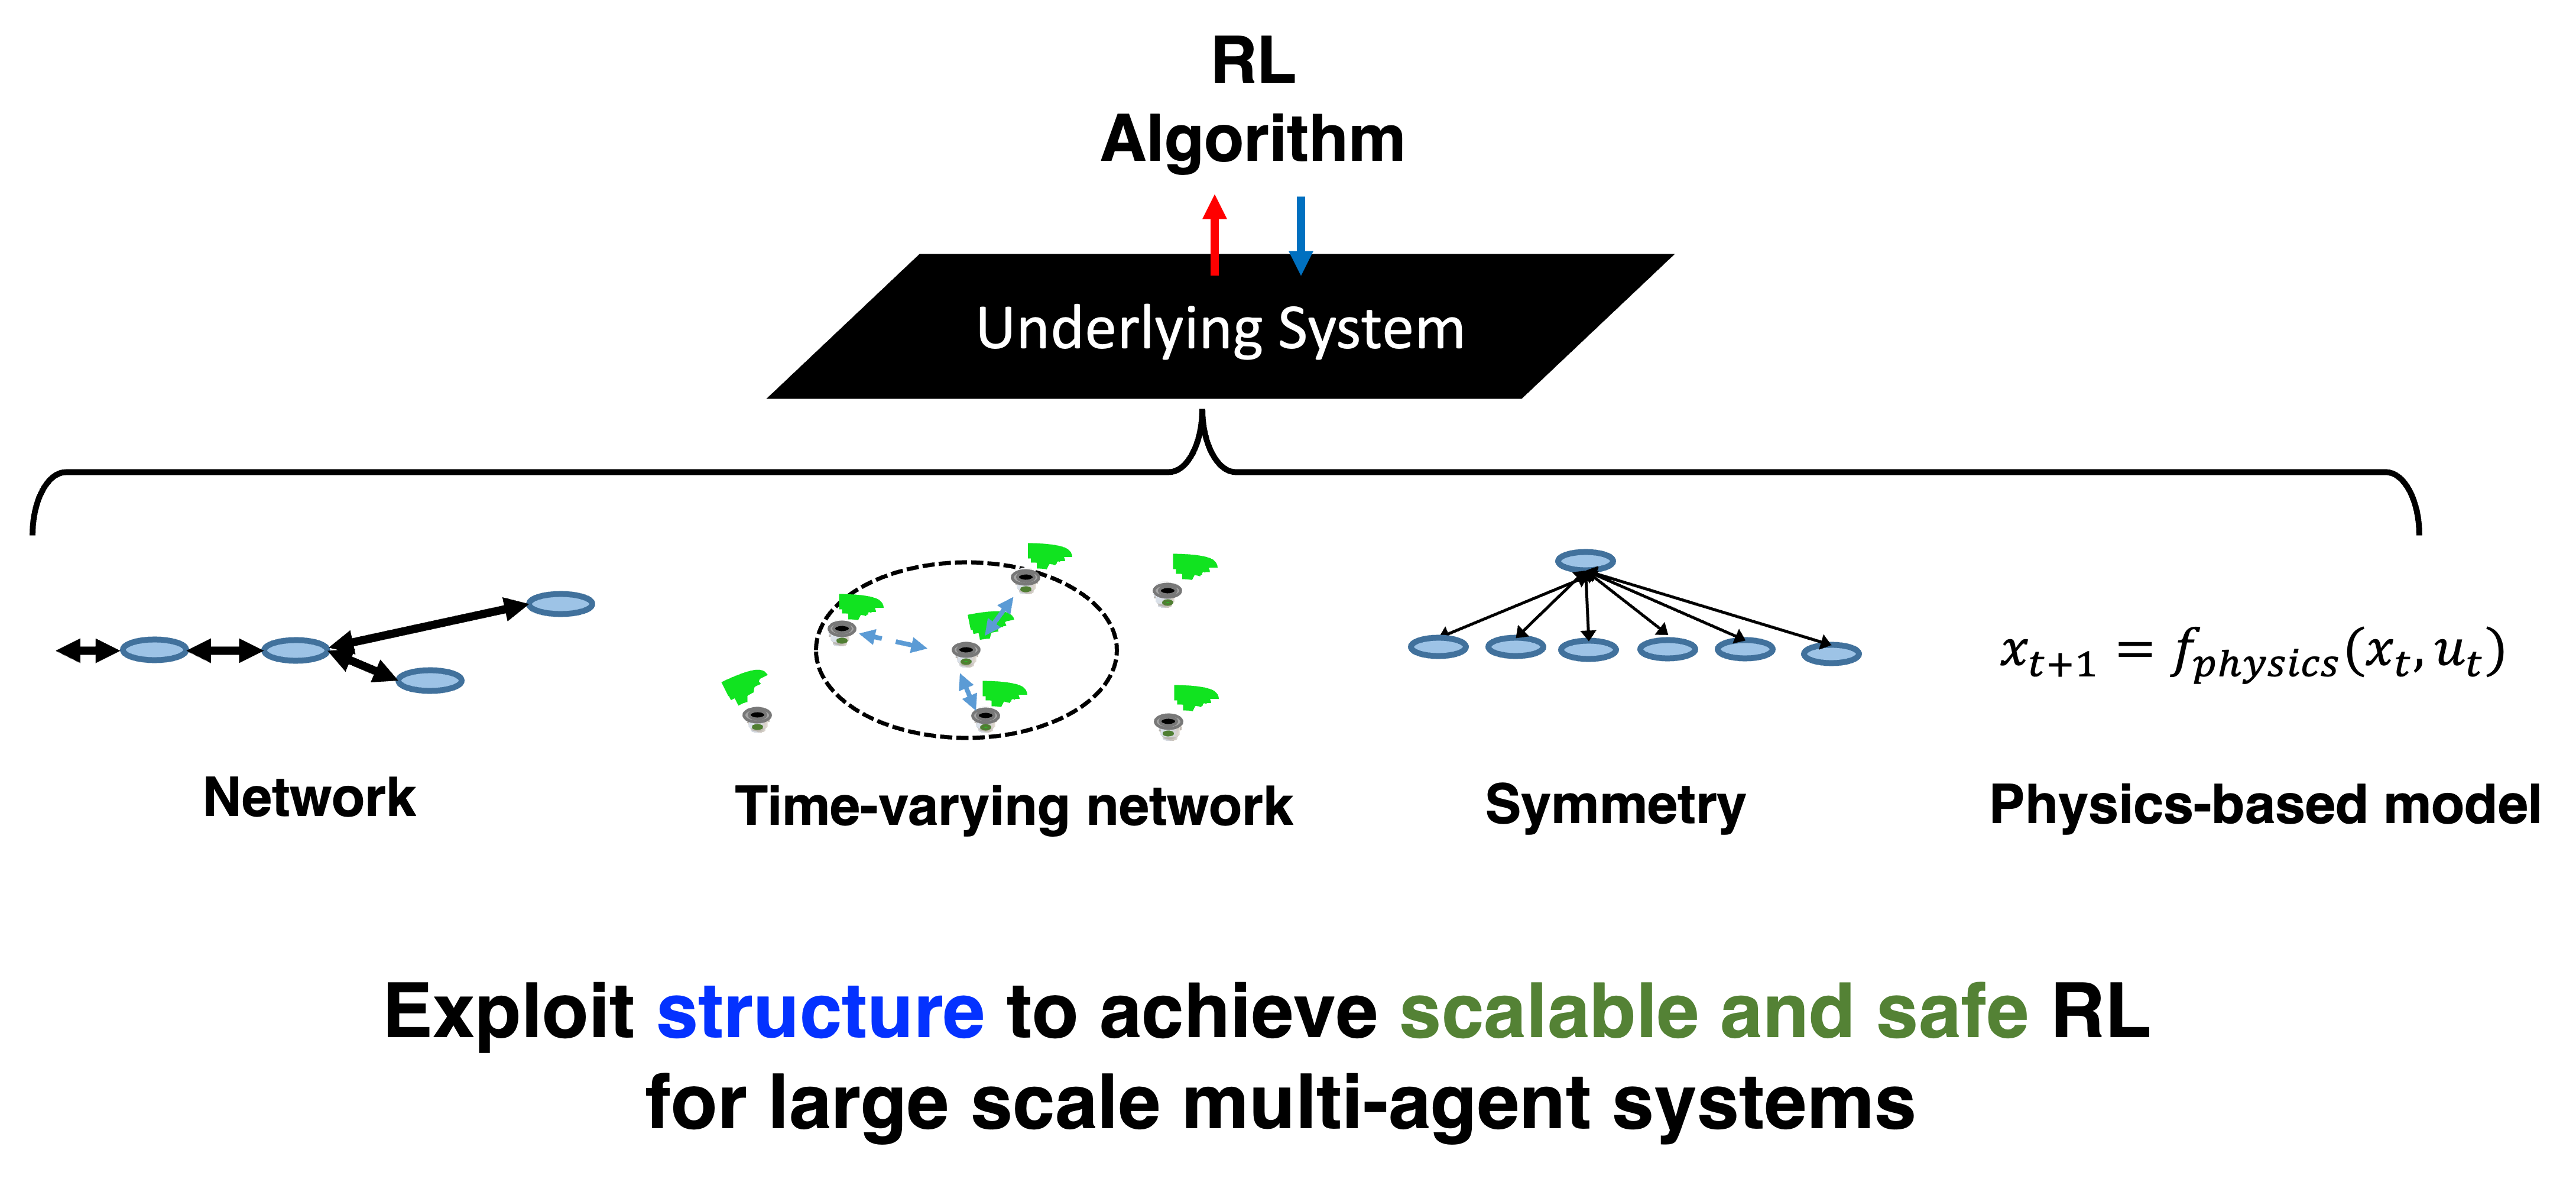 RL
Algorithm
Underlying System
x_{t+1} = f_{physics}(x_t, u_t)
Network
Time-varying network
Symmetry
Physics-based model
Exploit structure to achieve scalable and safe RL
for large scale multi-agent systems